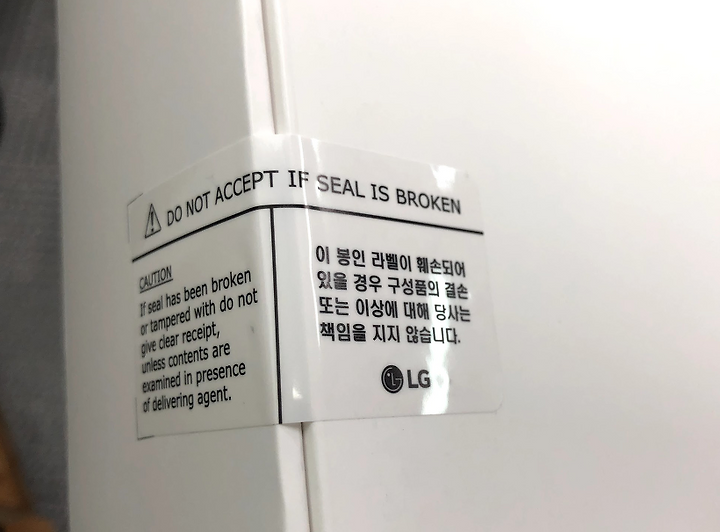 DO NOT ACCEPT IF SEAL IS BROKEN
CAUTION
If seal has been broken
or tampered with do not
give clear receipt,
unless contents are
examined in presence
of delivering agent.
이 봉인 라벨이 훼손되어
있을 경우 구성품의 결손
또는 이상에 대해 당사는
책임을 지지 않습니다.
LG